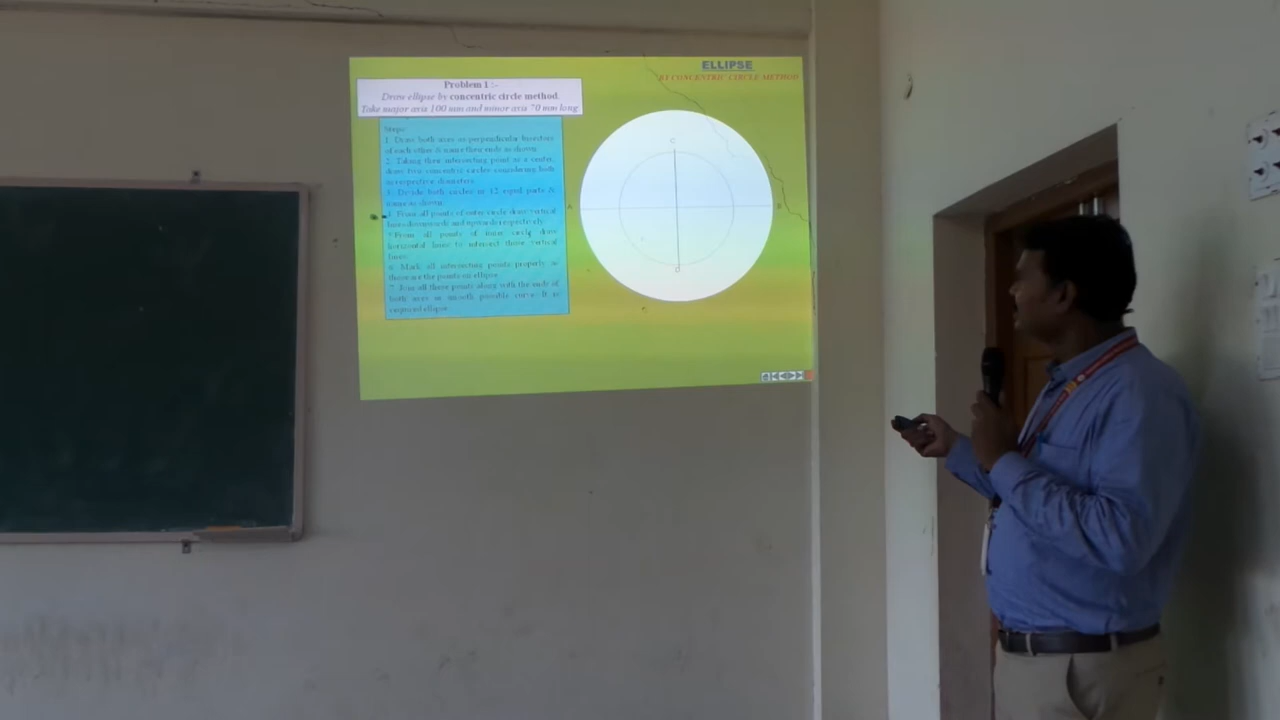 ELLIPSE
BY CONCENTRIC CIRCLE METHOD
Problem 1 :-
Draw ellipse by concentric circle method.
Take major axis 100 mm and minor axis 70 mm long
Steps:
1. Draw both axes as perpendicular bisectors
of each other & name their ends as shown.
2. Taking their intersecting point as a center,
draw two concentric circles considering both
as respective diameters.
3. Divide both circles in 12 equal parts &
name as shown.
4. From all points of outer circle draw vertical
lines downwards and upwards respectively.
5.From all points of inner circle draw
horizontal lines to intersect those vertical
lines.
6. Mark all intersecting points properly as
those are the points on ellipse.
7. Join all these points along with the ends of
both axes in smooth possible curve. It is
required ellipse.
C
A
B
D